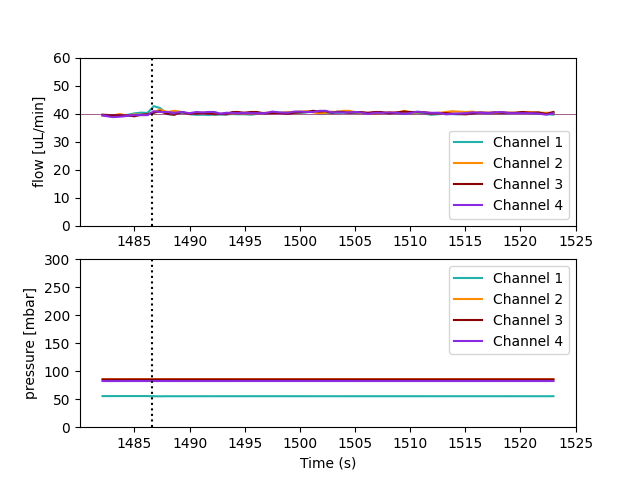 60
50
40
30
20
10
0
flow [uL/min]
Channel 1
Channel 2
Channel 3
Channel 4
1485 1490 1495 1500 1505 1510 1515 1520 1525
300
250
200
150
100
50
0
pressure [mbar]
Channel 1
Channel 2
Channel 3
Channel 4
1485 1490 1495 1500 1505 1510 1515 1520 1525
Time (s)